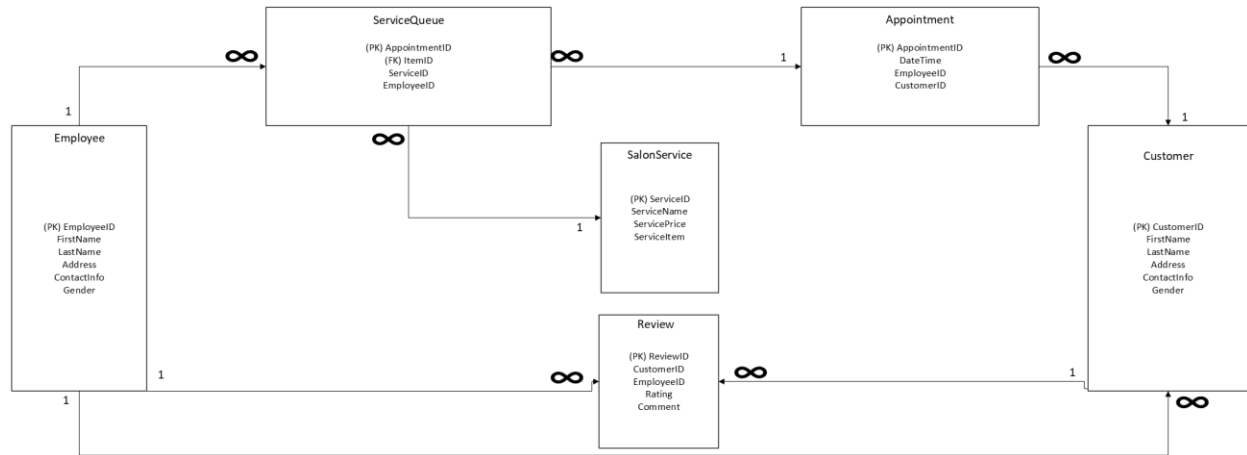 ServiceQueue
(PK) AppointmentID
(FK) ItemID
ServiceID
EmployeeID
∞
∞
∞
1
Appointment
(PK) AppointmentID
DateTime
EmployeeID
CustomerID
∞
1
1
Employee
(PK) EmployeeID
FirstName
LastName
Address
ContactInfo
Gender
SalonService
(PK) ServiceID
ServiceName
ServicePrice
ServiceItem
1
Customer
(PK) CustomerID
FirstName
LastName
Address
ContactInfo
Gender
Review
(PK) ReviewID
CustomerID
EmployeeID
Rating
Comment
1
∞
∞
1
1
∞